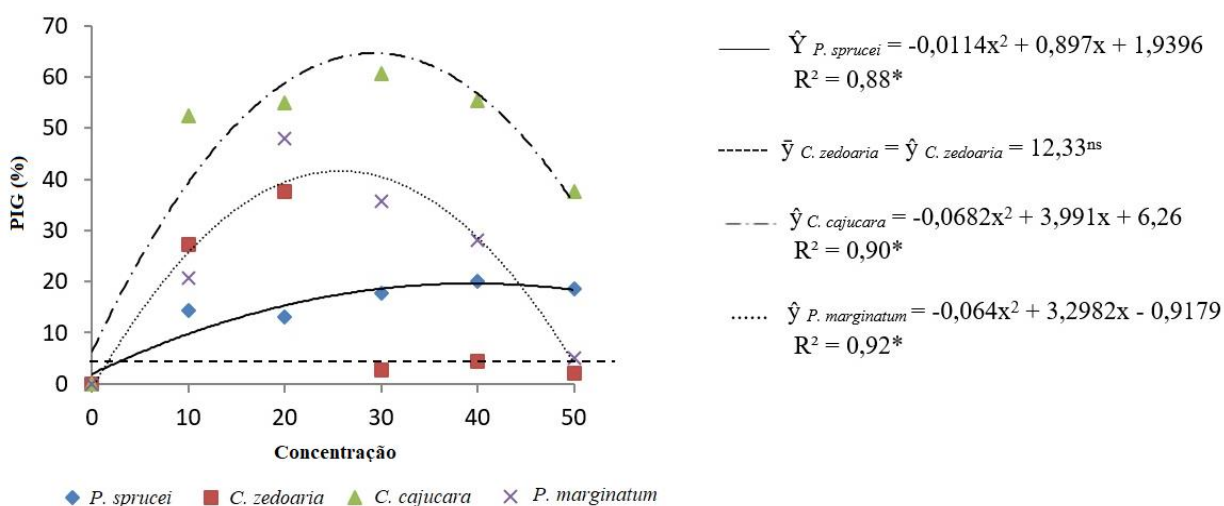 PIG (%)
70
60
50
40
30
20
10
0
0 10 20 30 40 50
Concentração
P. sprucei C. zedoaria C. cajucara P. marginatum
Ŷ P. sprucei = -0,0114x² + 0,897x + 1,9396
R² = 0,88*
ȳ C. zedoaria = ŷ C. zedoaria = 12,33ⁿˢ
ŷ C. cajucara = -0,0682x² + 3,991x + 6,26
R² = 0,90*
ŷ P. marginatum = -0,064x² + 3,2982x - 0,9179
R² = 0,92*